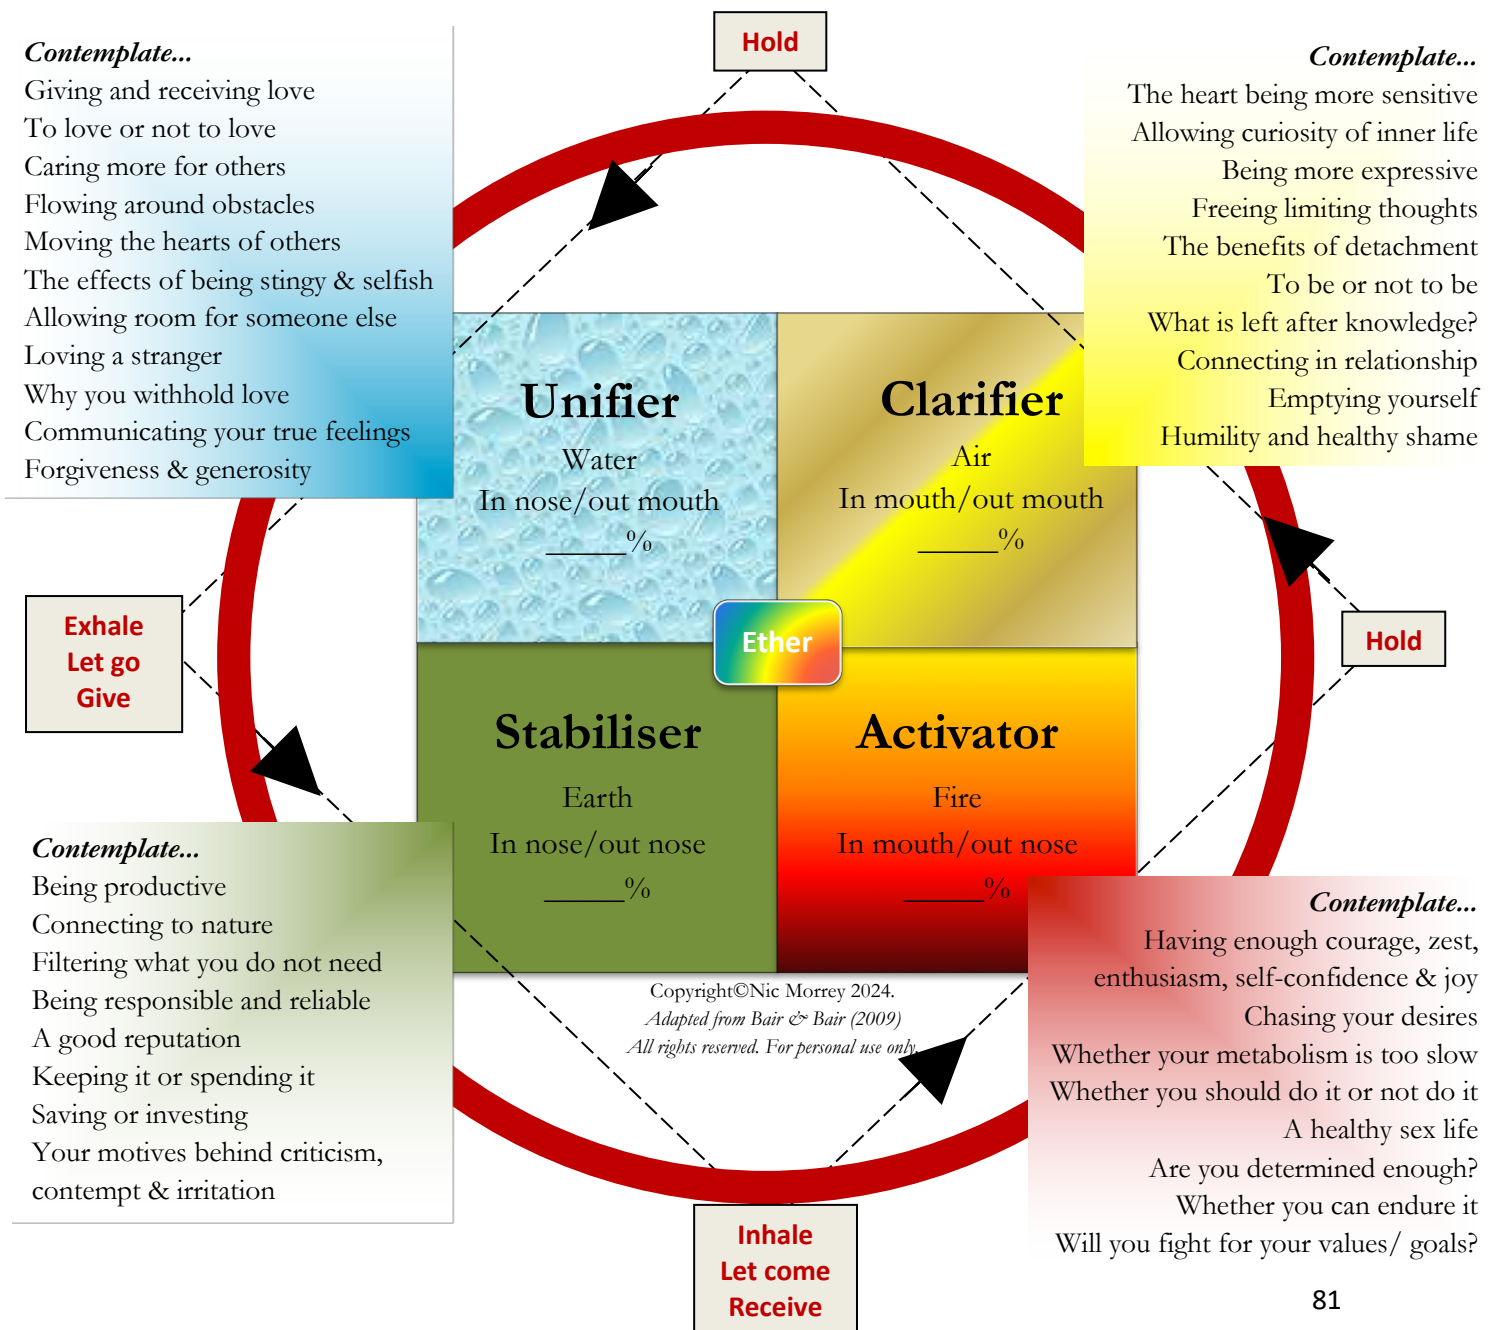 Hold
Contemplate...
Giving and receiving love
To love or not to love
Caring more for others
Flowing around obstacles
Moving the hearts of others
The effects of being stingy & selfish
Allowing room for someone else
Loving a stranger
Why you withhold love
Communicating your true feelings
Forgiveness & generosity
Contemplate...
The heart being more sensitive
Allowing curiosity of inner life
Being more expressive
Freeing limiting thoughts
The benefits of detachment
To be or not to be
What is left after knowledge?
Connecting in relationship
Emptying yourself
Humility and healthy shame
Unifier
Water
In nose/out mouth
_____%
Clarifier
Air
In mouth/out mouth
_____%
Ether
Exhale
Let go
Give
Hold
Stabiliser
Earth
In nose/out nose
_____%
Activator
Fire
In mouth/out nose
_____%
Contemplate...
Being productive
Connecting to nature
Filtering what you do not need
Being responsible and reliable
A good reputation
Keeping it or spending it
Saving or investing
Your motives behind criticism,
contempt & irritation
Contemplate...
Having enough courage, zest,
enthusiasm, self-confidence & joy
Chasing your desires
Whether your metabolism is too slow
Whether you should do it or not do it
A healthy sex life
Are you determined enough?
Whether you can endure it
Will you fight for your values/ goals?
Copyright©Nic Morrey 2024.
Adapted from Bair & Bair (2009)
All rights reserved. For personal use only.
Inhale
Let come
Receive
81